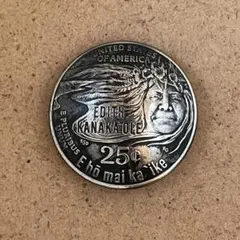 UNITED STATES
OF AMERICA
EDITH
KANAKAʻOLE
E PLURIBUS
UNUM
25¢
E hō mai ka ʻike